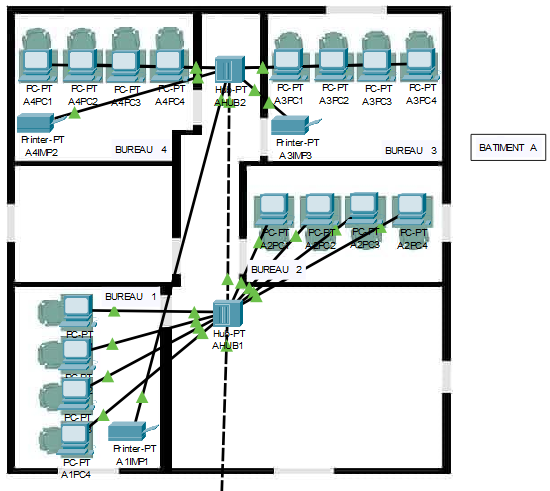 PC-PT
A4PC1
PC-PT
A4PC2
PC-PT
A4PC3
PC-PT
A4PC4
Hub-PT
AHUB2
PC-PT
A3PC1
PC-PT
A3PC2
PC-PT
A3PC3
PC-PT
A3PC4
Printer-PT
A4IMP2
BUREAU 4
Printer-PT
A3IMP3
BUREAU 3
BATIMENT A
PC-PT
A2PC1
PC-PT
A2PC2
PC-PT
A2PC3
PC-PT
A2PC4
BUREAU 2
BUREAU 1
Hub-PT
AHUB1
PC-PT
PC-PT
PC-PT
PC-PT
A1PC4
Printer-PT
A1IMP1